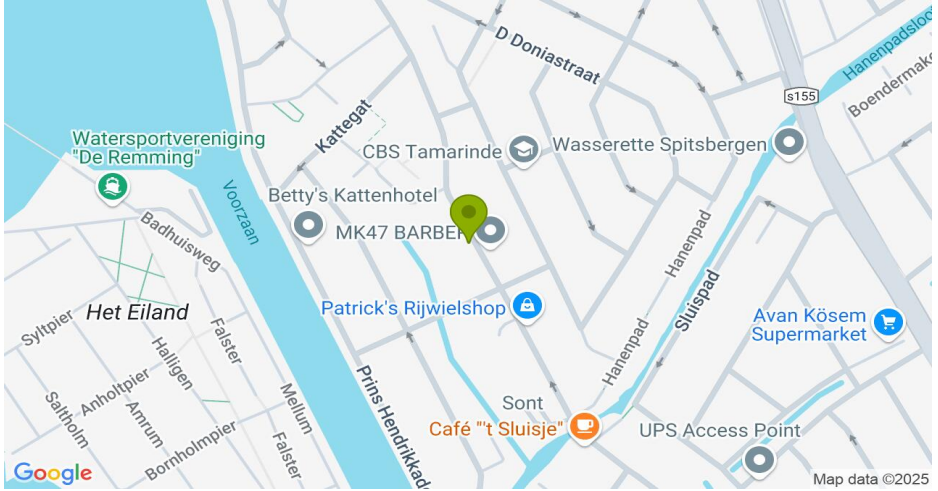 D Doniastraat
Hanenpadsloot
Boendermake
s155
Kattegat
Watersportvereniging
"De Remming"
CBS Tamarinde
Wasserette Spitsbergen
Voorzaan
Betty's Kattenhotel
MK47 BARBER
Badhuisweg
Hanenpad
Sluispad
Het Eiland
Patrick's Rijwielshop
Avan Kösem
Supermarket
Syltpier
Falster
Halligen
Hanenpad
Anholtpier
Prins Hendrikkad
Mellum
Saltholm
Amrum
Sont
Café "'t Sluisje"
UPS Access Point
Bornholmpier
Falster
Google
Map data ©2025